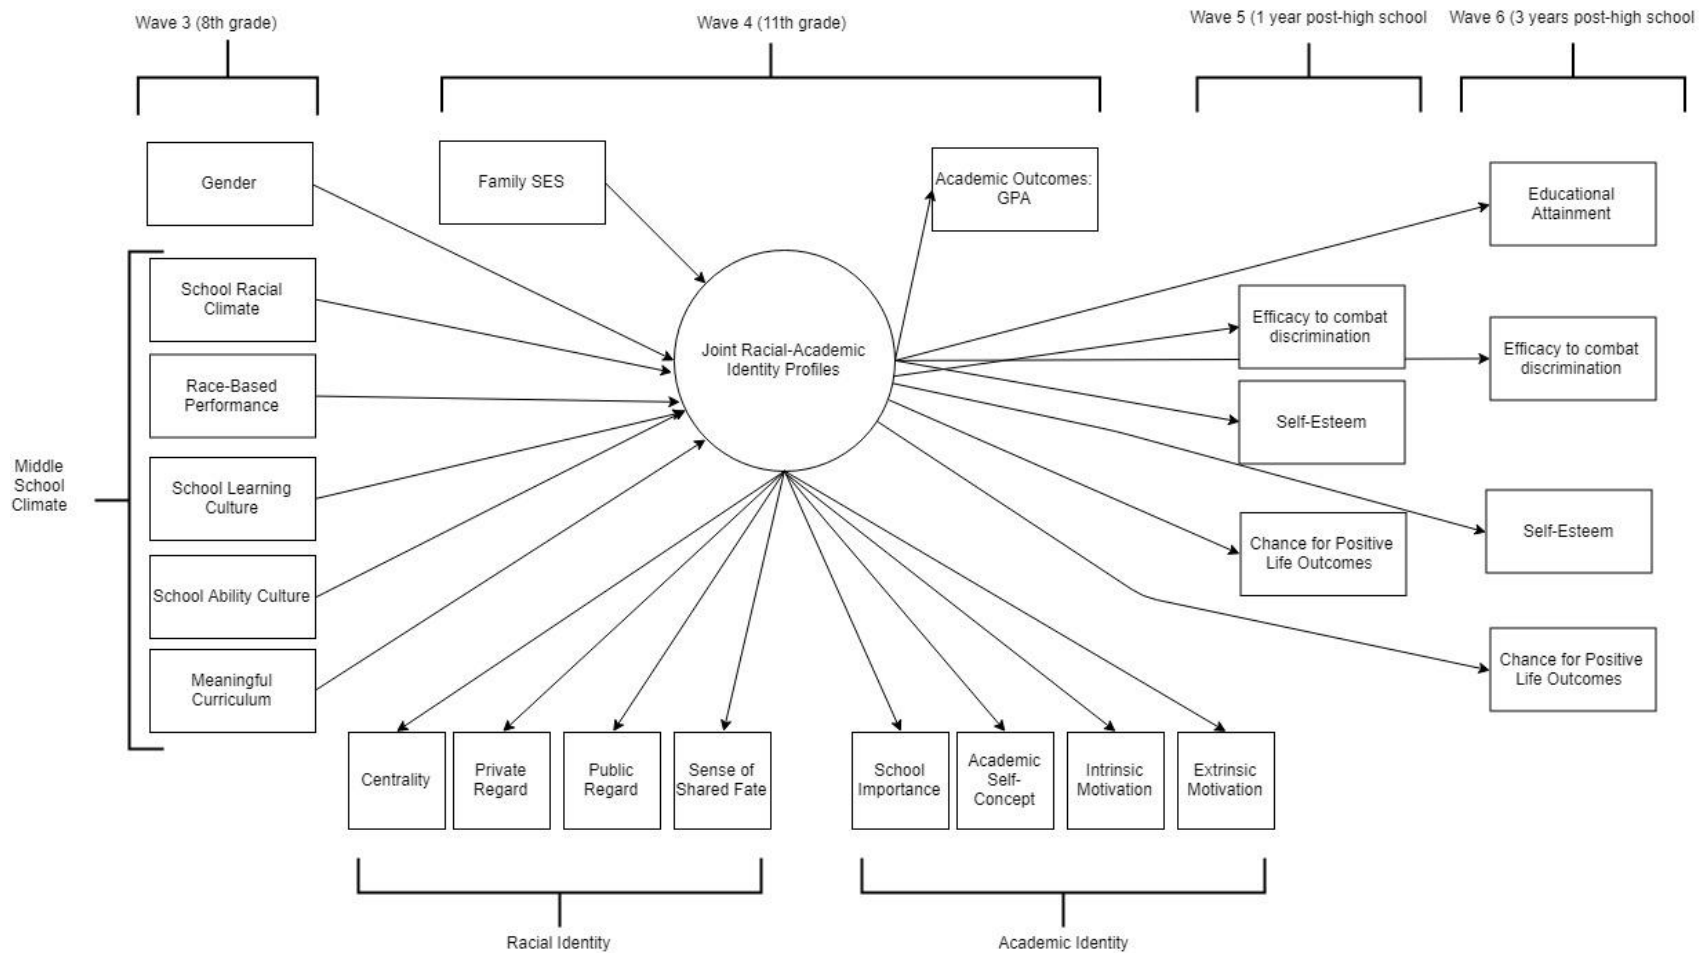 Wave 3 (8th grade)
Wave 4 (11th grade)
Wave 5 (1 year post-high school
Wave 6 (3 years post-high school
Gender
Family SES
Academic Outcomes:
GPA
Educational
Attainment
School Racial
Climate
Efficacy to combat
discrimination
Efficacy to combat
discrimination
Joint Racial-Academic
Identity Profiles
Race-Based
Performance
Self-Esteem
Middle
School
Climate
School Learning
Culture
Self-Esteem
Chance for Positive
Life Outcomes
School Ability Culture
Chance for Positive
Life Outcomes
Meaningful
Curriculum
Centrality
Private
Regard
Public
Regard
Sense of
Shared Fate
School
Importance
Academic
Self-
Concept
Intrinsic
Motivation
Extrinsic
Motivation
Racial Identity
Academic Identity